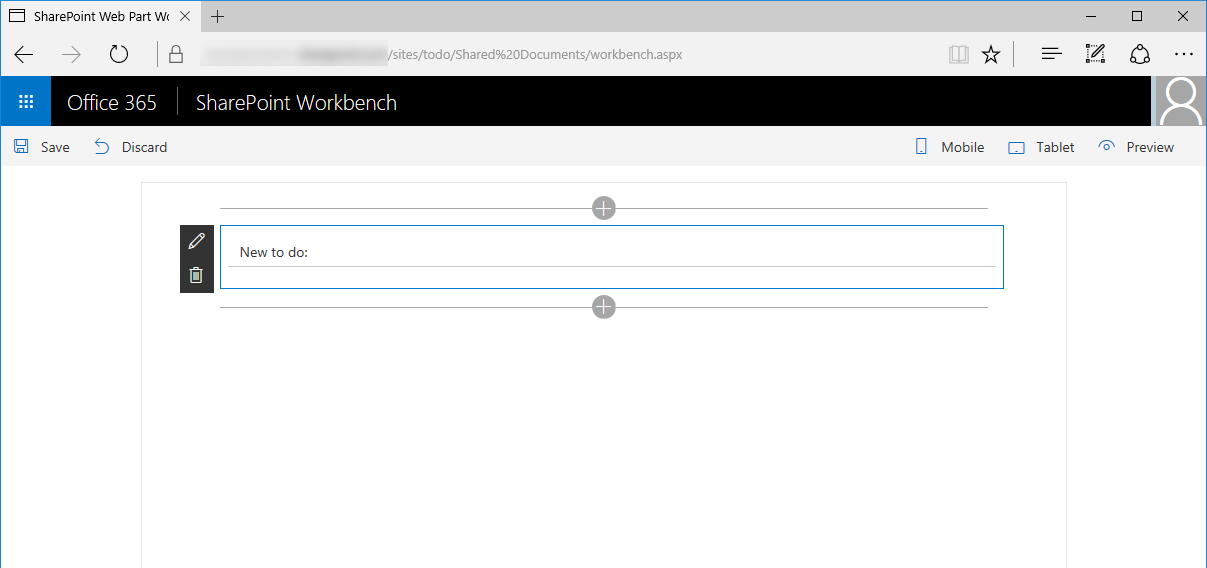 SharePoint Web Part Wo
/sites/todo/Shared%20Documents/workbench.aspx
Office 365 SharePoint Workbench
Save Discard Mobile Tablet Preview
New to do: